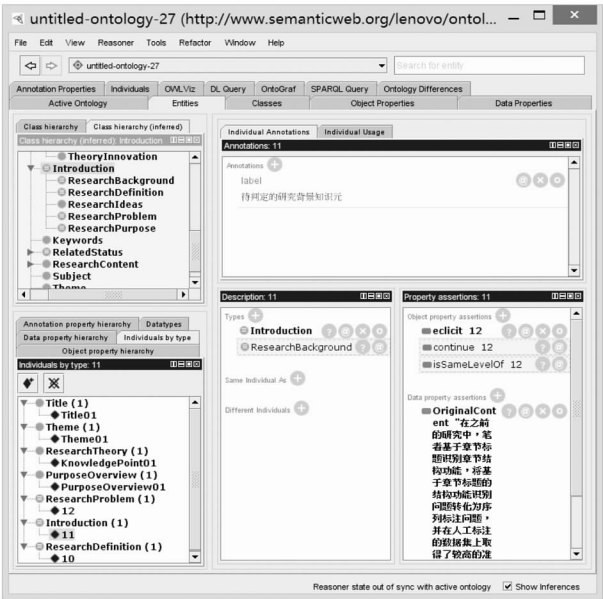 untitled-ontology-27 (http://www.semanticweb.org/lenovo/ontol...
File Edit View Reasoner Tools Refactor Window Help
untitled-ontology-27
Search for entity
Annotation Properties Individuals OWLViz DL Query OntoGraf SPARQL Query Ontology Differences
Active Ontology Entities Classes Object Properties Data Properties
Class hierarchy Class hierarchy (inferred)
Class hierarchy (inferred): Introduction
TheoryInnovation
Introduction
ResearchBackground
ResearchDefinition
ResearchIdeas
ResearchProblem
ResearchPurpose
Keywords
RelatedStatus
ResearchContent
Subject
Theme
Annotation property hierarchy Datatypes
Data property hierarchy Individuals by type
Object property hierarchy
Individuals by type: 11
Title (1)
Title01
Theme (1)
Theme01
ResearchTheory (1)
KnowledgePoint01
PurposeOverview (1)
PurposeOverview01
ResearchProblem (1)
12
Introduction (1)
11
ResearchDefinition (1)
10
Individual Annotations Individual Usage
Annotations: 11
Annotations
label
待判定的研究背景知识元
Description: 11
Types
Introduction
ResearchBackground
Same Individual As
Different Individuals
Property assertions: 11
Object property assertions
eclicit 12
continue 12
isSameLevelOf 12
Data property assertions
OriginalCont
ent "在之前
的研究中，笔
者基于章节标
题识别章节结
构功能，将基
于章节标题的
结构功能识别
问题转化为序
列标注问题，
并在人工标注
的数据集上取
得了较高的准
Reasoner state out of sync with active ontology Show Inferences